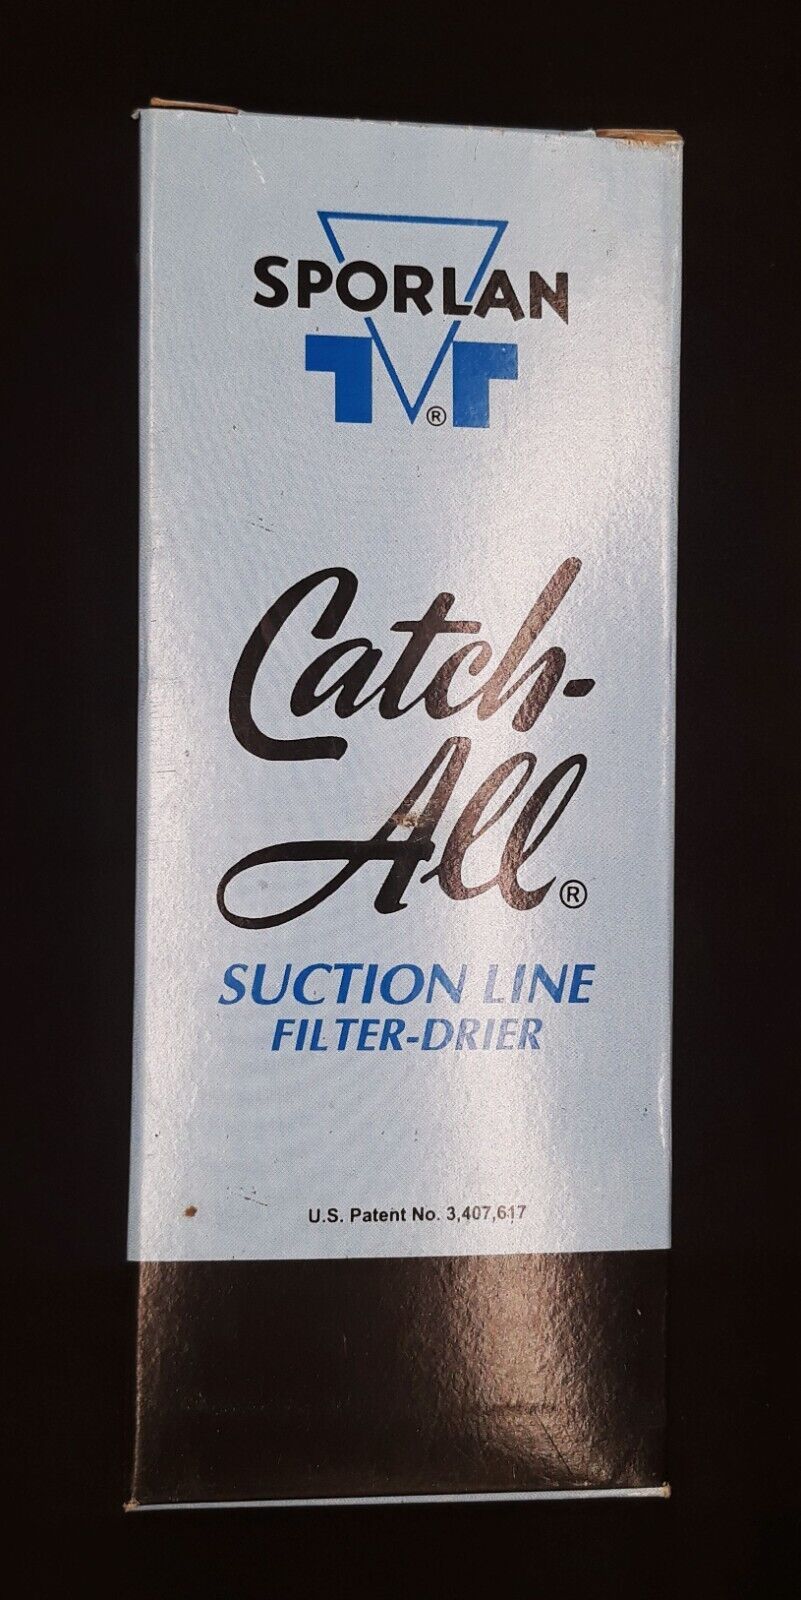 SPORLAN
®
Catch-
All®
SUCTION LINE
FILTER-DRIER
U.S. Patent No. 3,407,617